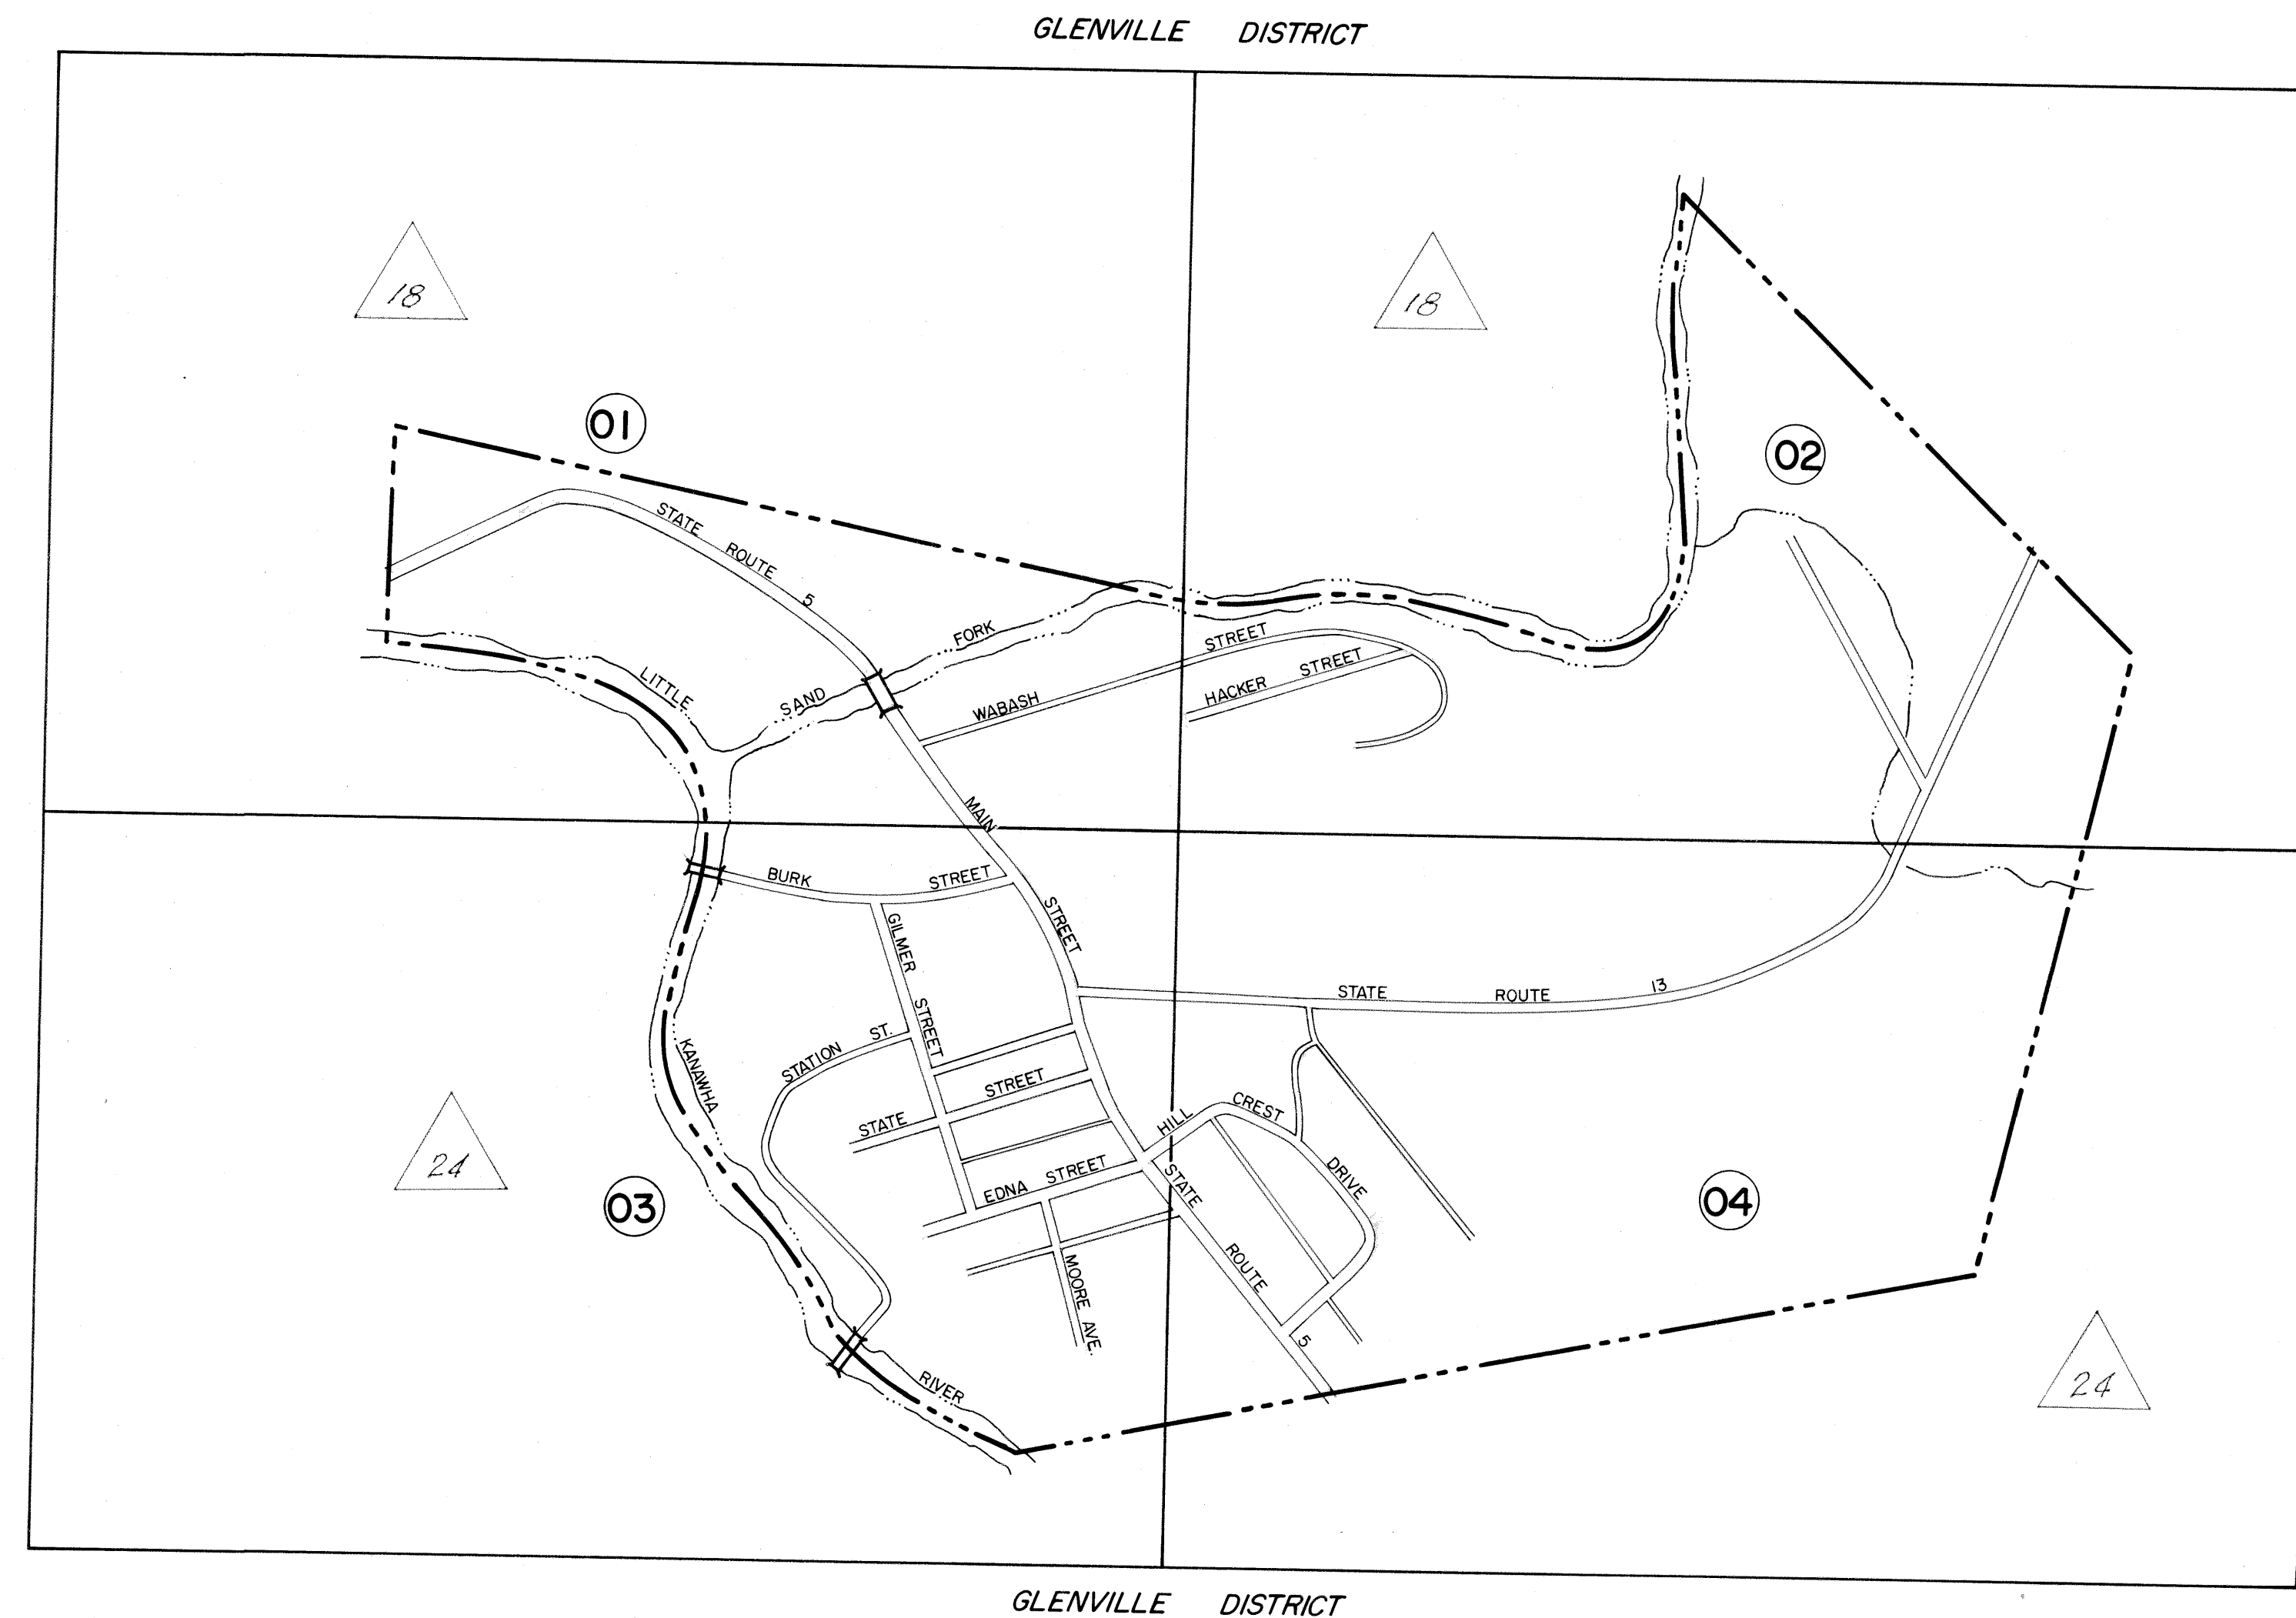 GLENVILLE DISTRICT
18
18
01
02
STATE ROUTE 5
SAND FORK
LITTLE
WABASH STREET
HACKER STREET
MAIN STREET
BURK STREET
GILMER STREET
STATE ROUTE 13
STATION ST.
KANAWHA
STATE STREET
HILL CREST DRIVE
EDNA STREET
STATE ROUTE 5
MOORE AVE.
RIVER
24
03
04
24
GLENVILLE DISTRICT